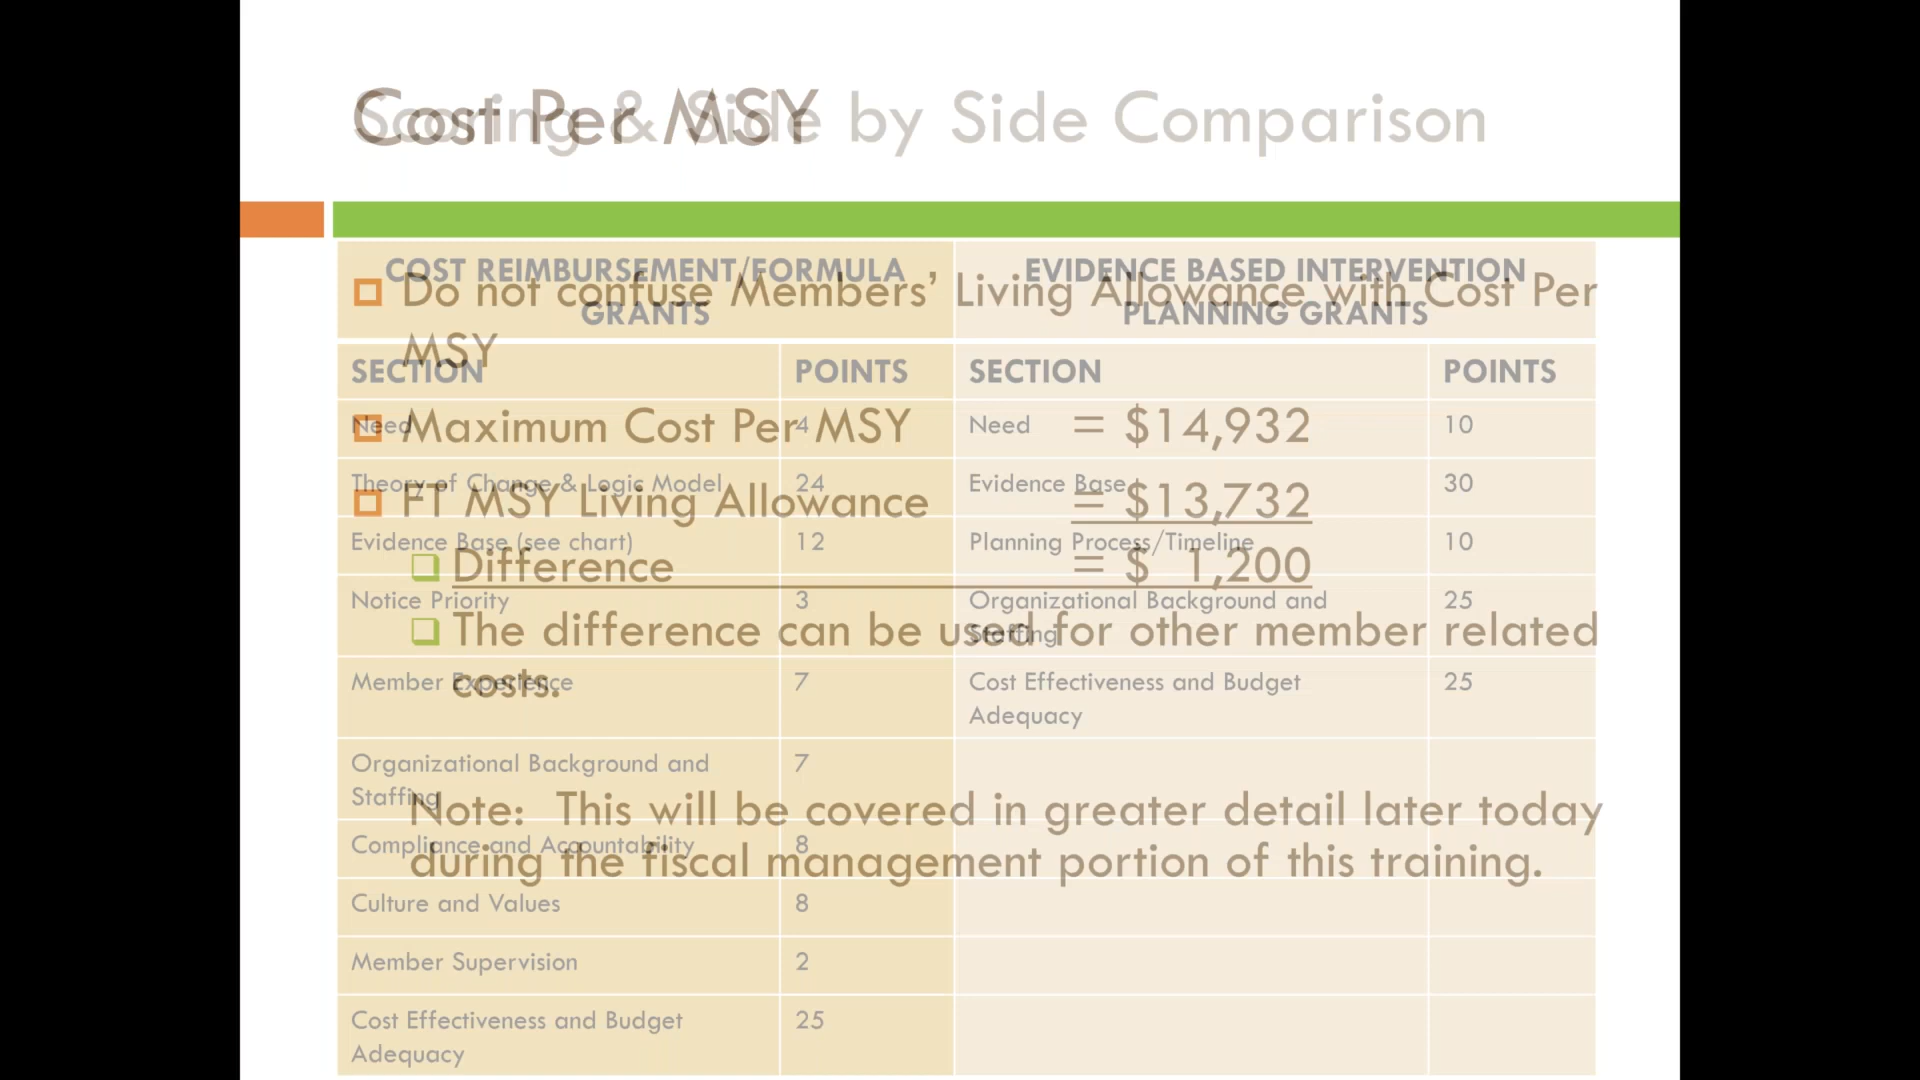 Cost Per MSY
Do not confuse Members' Living Allowance with Cost Per
MSY
Maximum Cost Per MSY = $14,932
FT MSY Living Allowance = $13,732
Difference = $ 1,200
The difference can be used for other member related
costs.
Note: This will be covered in greater detail later today
during the fiscal management portion of this training.
Scoring & Side by Side Comparison
COST REIMBURSEMENT/FORMULA
GRANTS
EVIDENCE BASED INTERVENTION
PLANNING GRANTS
SECTION POINTS SECTION POINTS
Need 4 Need 10
Theory of Change & Logic Model 24 Evidence Base 30
Evidence Base (see chart) 12 Planning Process/Timeline 10
Notice Priority 3 Organizational Background and
Staffing 25
Member Experience 7 Cost Effectiveness and Budget
Adequacy 25
Organizational Background and
Staffing 7
Compliance and Accountability 8
Culture and Values 8
Member Supervision 2
Cost Effectiveness and Budget
Adequacy 25